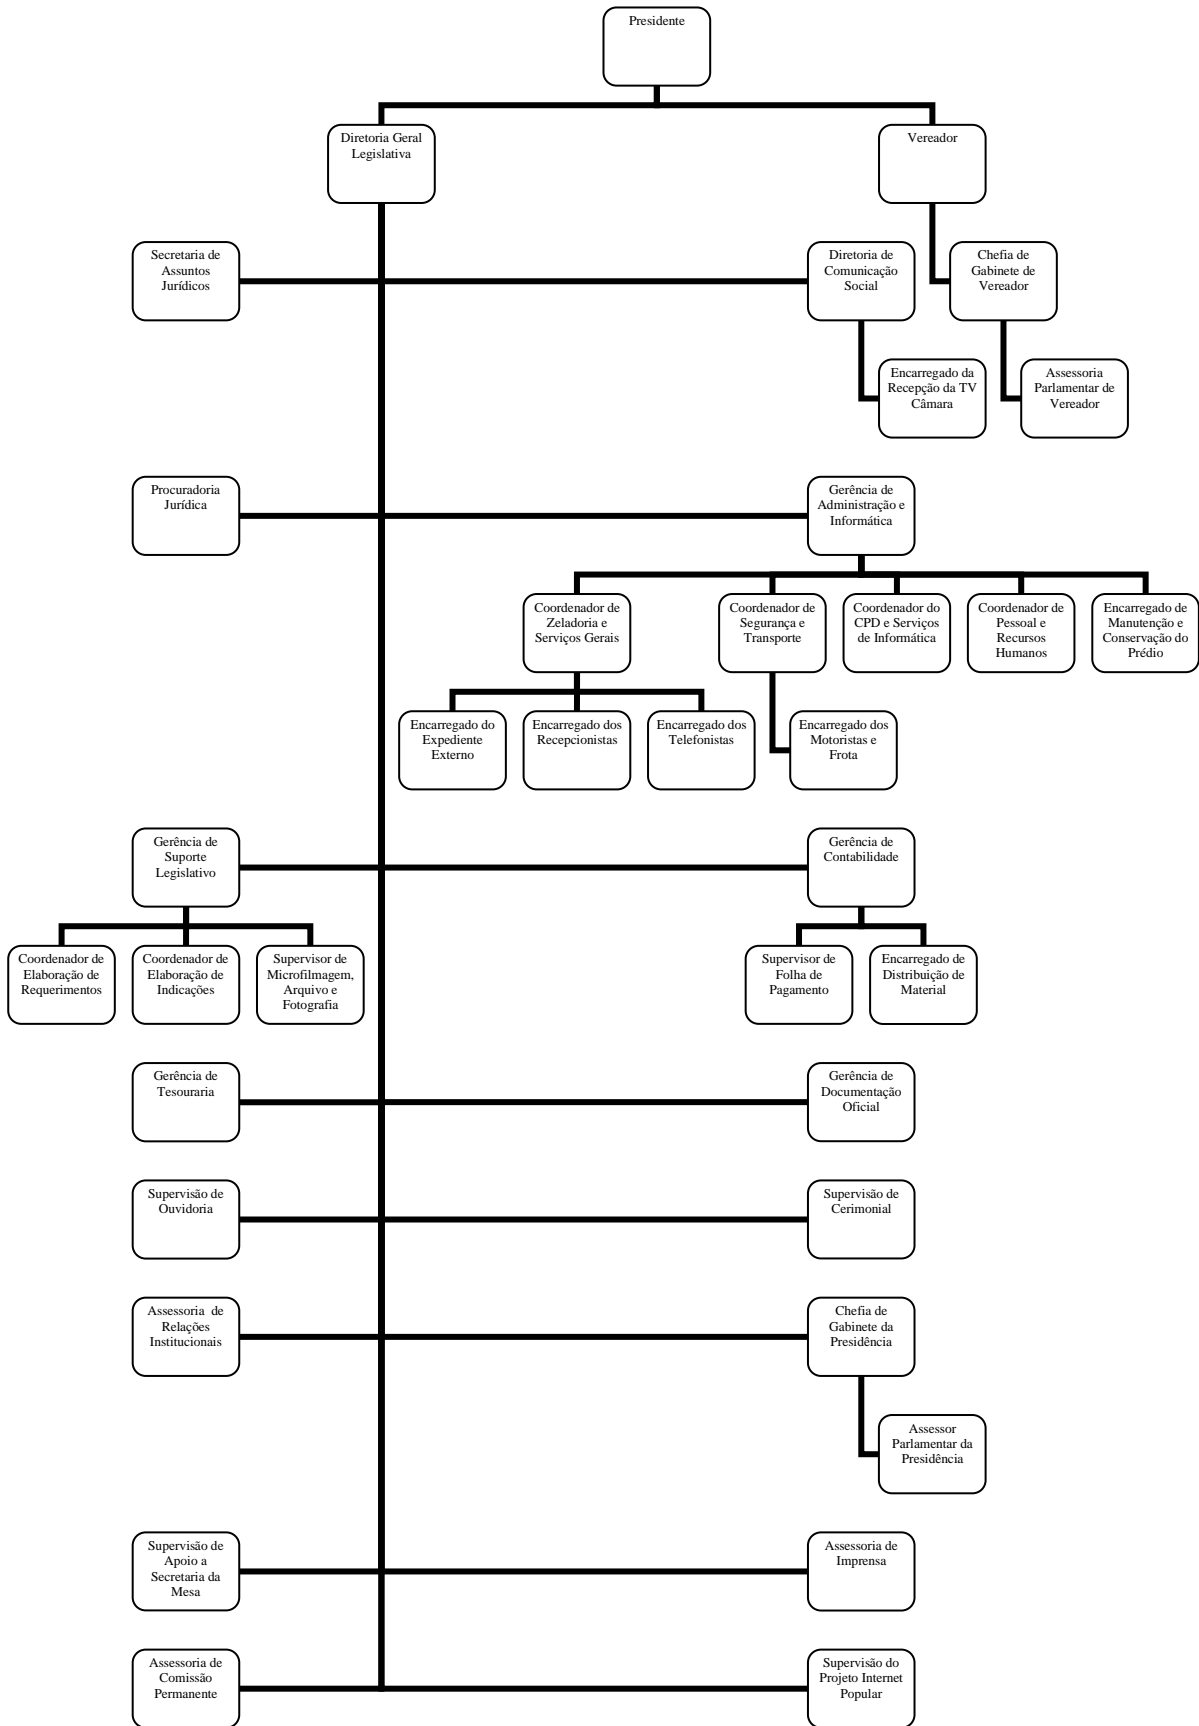 Presidente
Diretoria Geral
Legislativa
Vereador
Secretaria de
Assuntos
Jurídicos
Diretoria de
Comunicação
Social
Chefia de
Gabinete de
Vereador
Encarregado da
Recepção da TV
Câmara
Assessoria
Parlamentar de
Vereador
Procuradoria
Jurídica
Gerência de
Administração e
Informática
Coordenador de
Zeladoria e
Serviços Gerais
Coordenador de
Segurança e
Transporte
Coordenador do
CPD e Serviços
de Informática
Coordenador de
Pessoal e
Recursos
Humanos
Encarregado de
Manutenção e
Conservação do
Prédio
Encarregado do
Expediente
Externo
Encarregado dos
Recepcionistas
Encarregado dos
Telefonistas
Encarregado dos
Motoristas e
Frota
Gerência de
Suporte
Legislativo
Gerência de
Contabilidade
Coordenador de
Elaboração de
Requerimentos
Coordenador de
Elaboração de
Indicações
Supervisor de
Microfilmagem,
Arquivo e
Fotografia
Supervisor de
Folha de
Pagamento
Encarregado de
Distribuição de
Material
Gerência de
Tesouraria
Gerência de
Documentação
Oficial
Supervisão de
Ouvidoria
Supervisão de
Cerimonial
Assessoria de
Relações
Institucionais
Chefia de
Gabinete da
Presidência
Assessor
Parlamentar da
Presidência
Supervisão de
Apoio a
Secretaria da
Mesa
Assessoria de
Imprensa
Assessoria de
Comissão
Permanente
Supervisão do
Projeto Internet
Popular